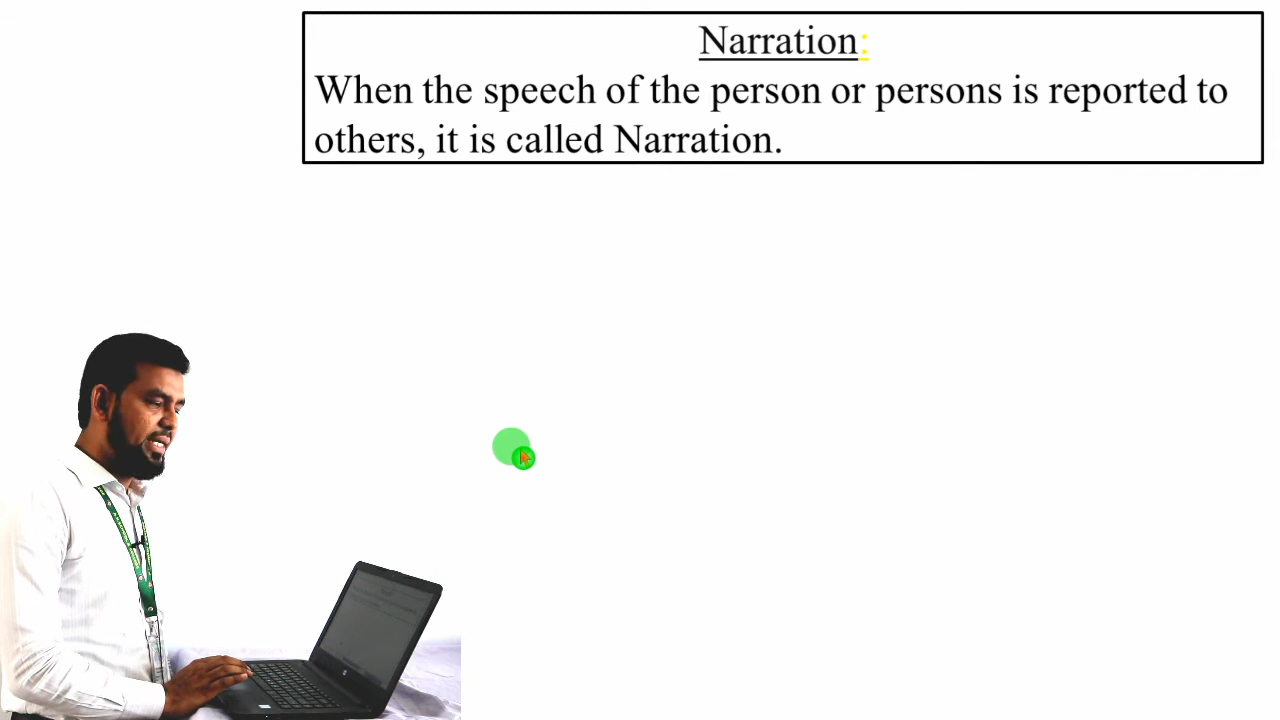 Narration:
When the speech of the person or persons is reported to
others, it is called Narration.